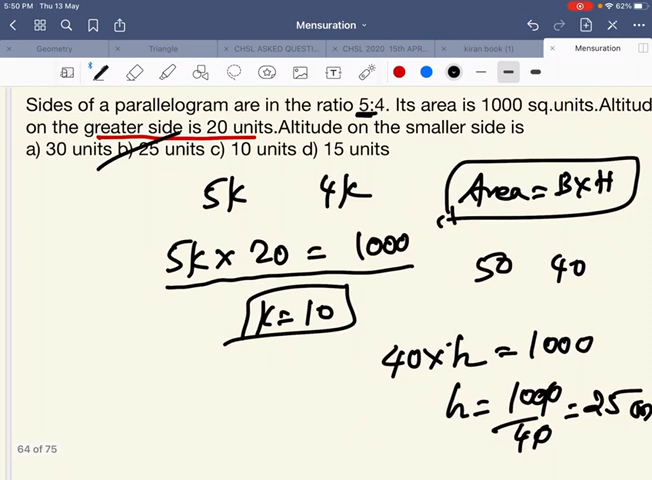 5:50 PM Thu 13 May
62%
Mensuration
Geometry
Triangle
CHSL ASKED QUESTI...
CHSL 2020 15th APR...
kiran book (1)
Mensuration
Sides of a parallelogram are in the ratio 5:4. Its area is 1000 sq.units.Altitud
on the greater side is 20 units.Altitude on the smaller side is
a) 30 units b) 25 units c) 10 units d) 15 units
5k 4k
Area = B×H
5k × 20 = 1000
50 40
k = 10
40×h = 1000
h = 1000/40 = 25
64 of 75